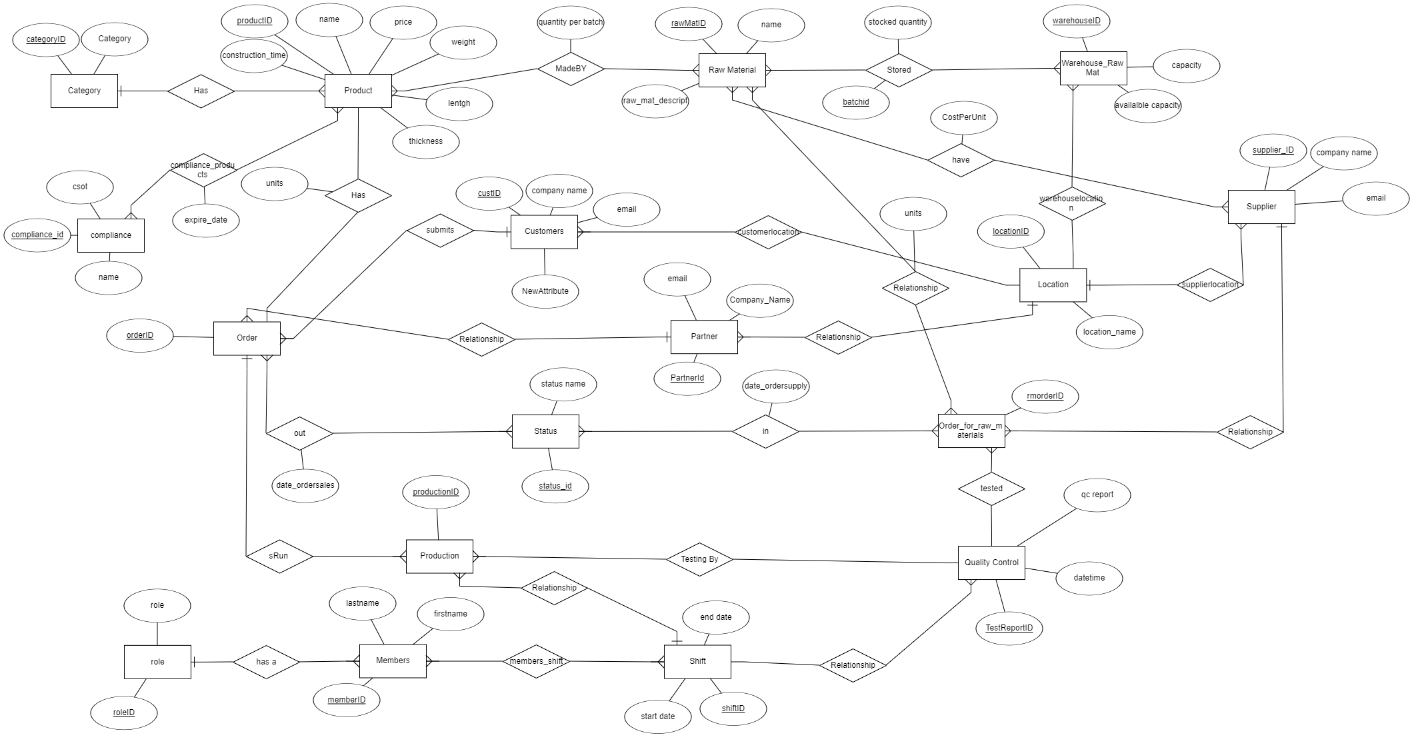 productID
name
price
quantity per batch
rawMatID
name
stocked quantity
warehouseID
categoryID
Category
weight
construction_time
MadeBY
Raw Material
Stored
Warehouse_Raw
Mat
capacity
Category
Has
Product
lentgh
raw_mat_descript
batchid
availalble capacity
thickness
CostPerUnit
compliance_produ
cts
have
supplier_ID
company name
csot
units
Has
custID
company name
email
warehouselocatio
n
Supplier
email
expire_date
units
compliance_id
compliance
submits
Customers
customerlocation
locationID
name
NewAttribute
email
Company_Name
Relationship
Location
supplierlocation
orderID
Order
Relationship
Partner
Relationship
location_name
PartnerId
status name
date_ordersupply
rmorderID
out
Status
in
Order_for_raw_m
aterials
Relationship
date_ordersales
status_id
productionID
tested
qc report
sRun
Production
Testing By
Quality Control
datetime
Relationship
role
lastname
firstname
end date
TestReportID
role
has a
Members
members_shift
Shift
Relationship
roleID
memberID
start date
shiftID